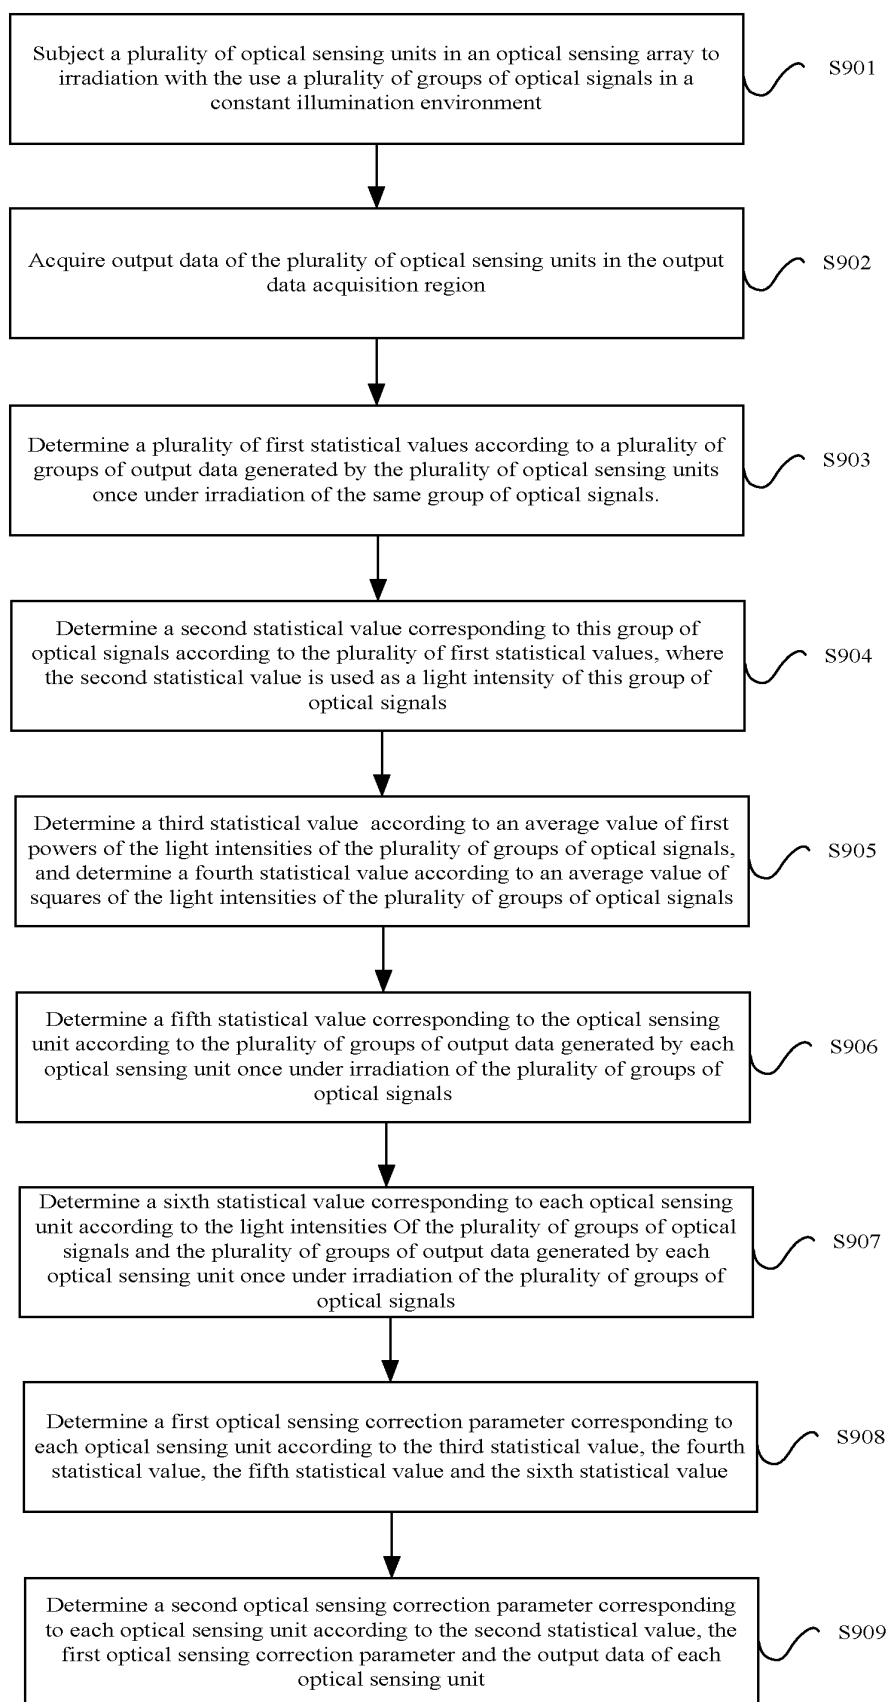 Subject a plurality of optical sensing units in an optical sensing array to
irradiation with the use a plurality of groups of optical signals in a
constant illumination environment
S901
Acquire output data of the plurality of optical sensing units in the output
data acquisition region
S902
Determine a plurality of first statistical values according to a plurality of
groups of output data generated by the plurality of optical sensing units
once under irradiation of the same group of optical signals.
S903
Determine a second statistical value corresponding to this group of
optical signals according to the plurality of first statistical values, where
the second statistical value is used as a light intensity of this group of
optical signals
S904
Determine a third statistical value according to an average value of first
powers of the light intensities of the plurality of groups of optical signals,
and determine a fourth statistical value according to an average value of
squares of the light intensities of the plurality of groups of optical signals
S905
Determine a fifth statistical value corresponding to the optical sensing
unit according to the plurality of groups of output data generated by each
optical sensing unit once under irradiation of the plurality of groups of
optical signals
S906
Determine a sixth statistical value corresponding to each optical sensing
unit according to the light intensities Of the plurality of groups of optical
signals and the plurality of groups of output data generated by each
optical sensing unit once under irradiation of the plurality of groups of
optical signals
S907
Determine a first optical sensing correction parameter corresponding to
each optical sensing unit according to the third statistical value, the fourth
statistical value, the fifth statistical value and the sixth statistical value
S908
Determine a second optical sensing correction parameter corresponding
to each optical sensing unit according to the second statistical value, the
first optical sensing correction parameter and the output data of each
optical sensing unit
S909